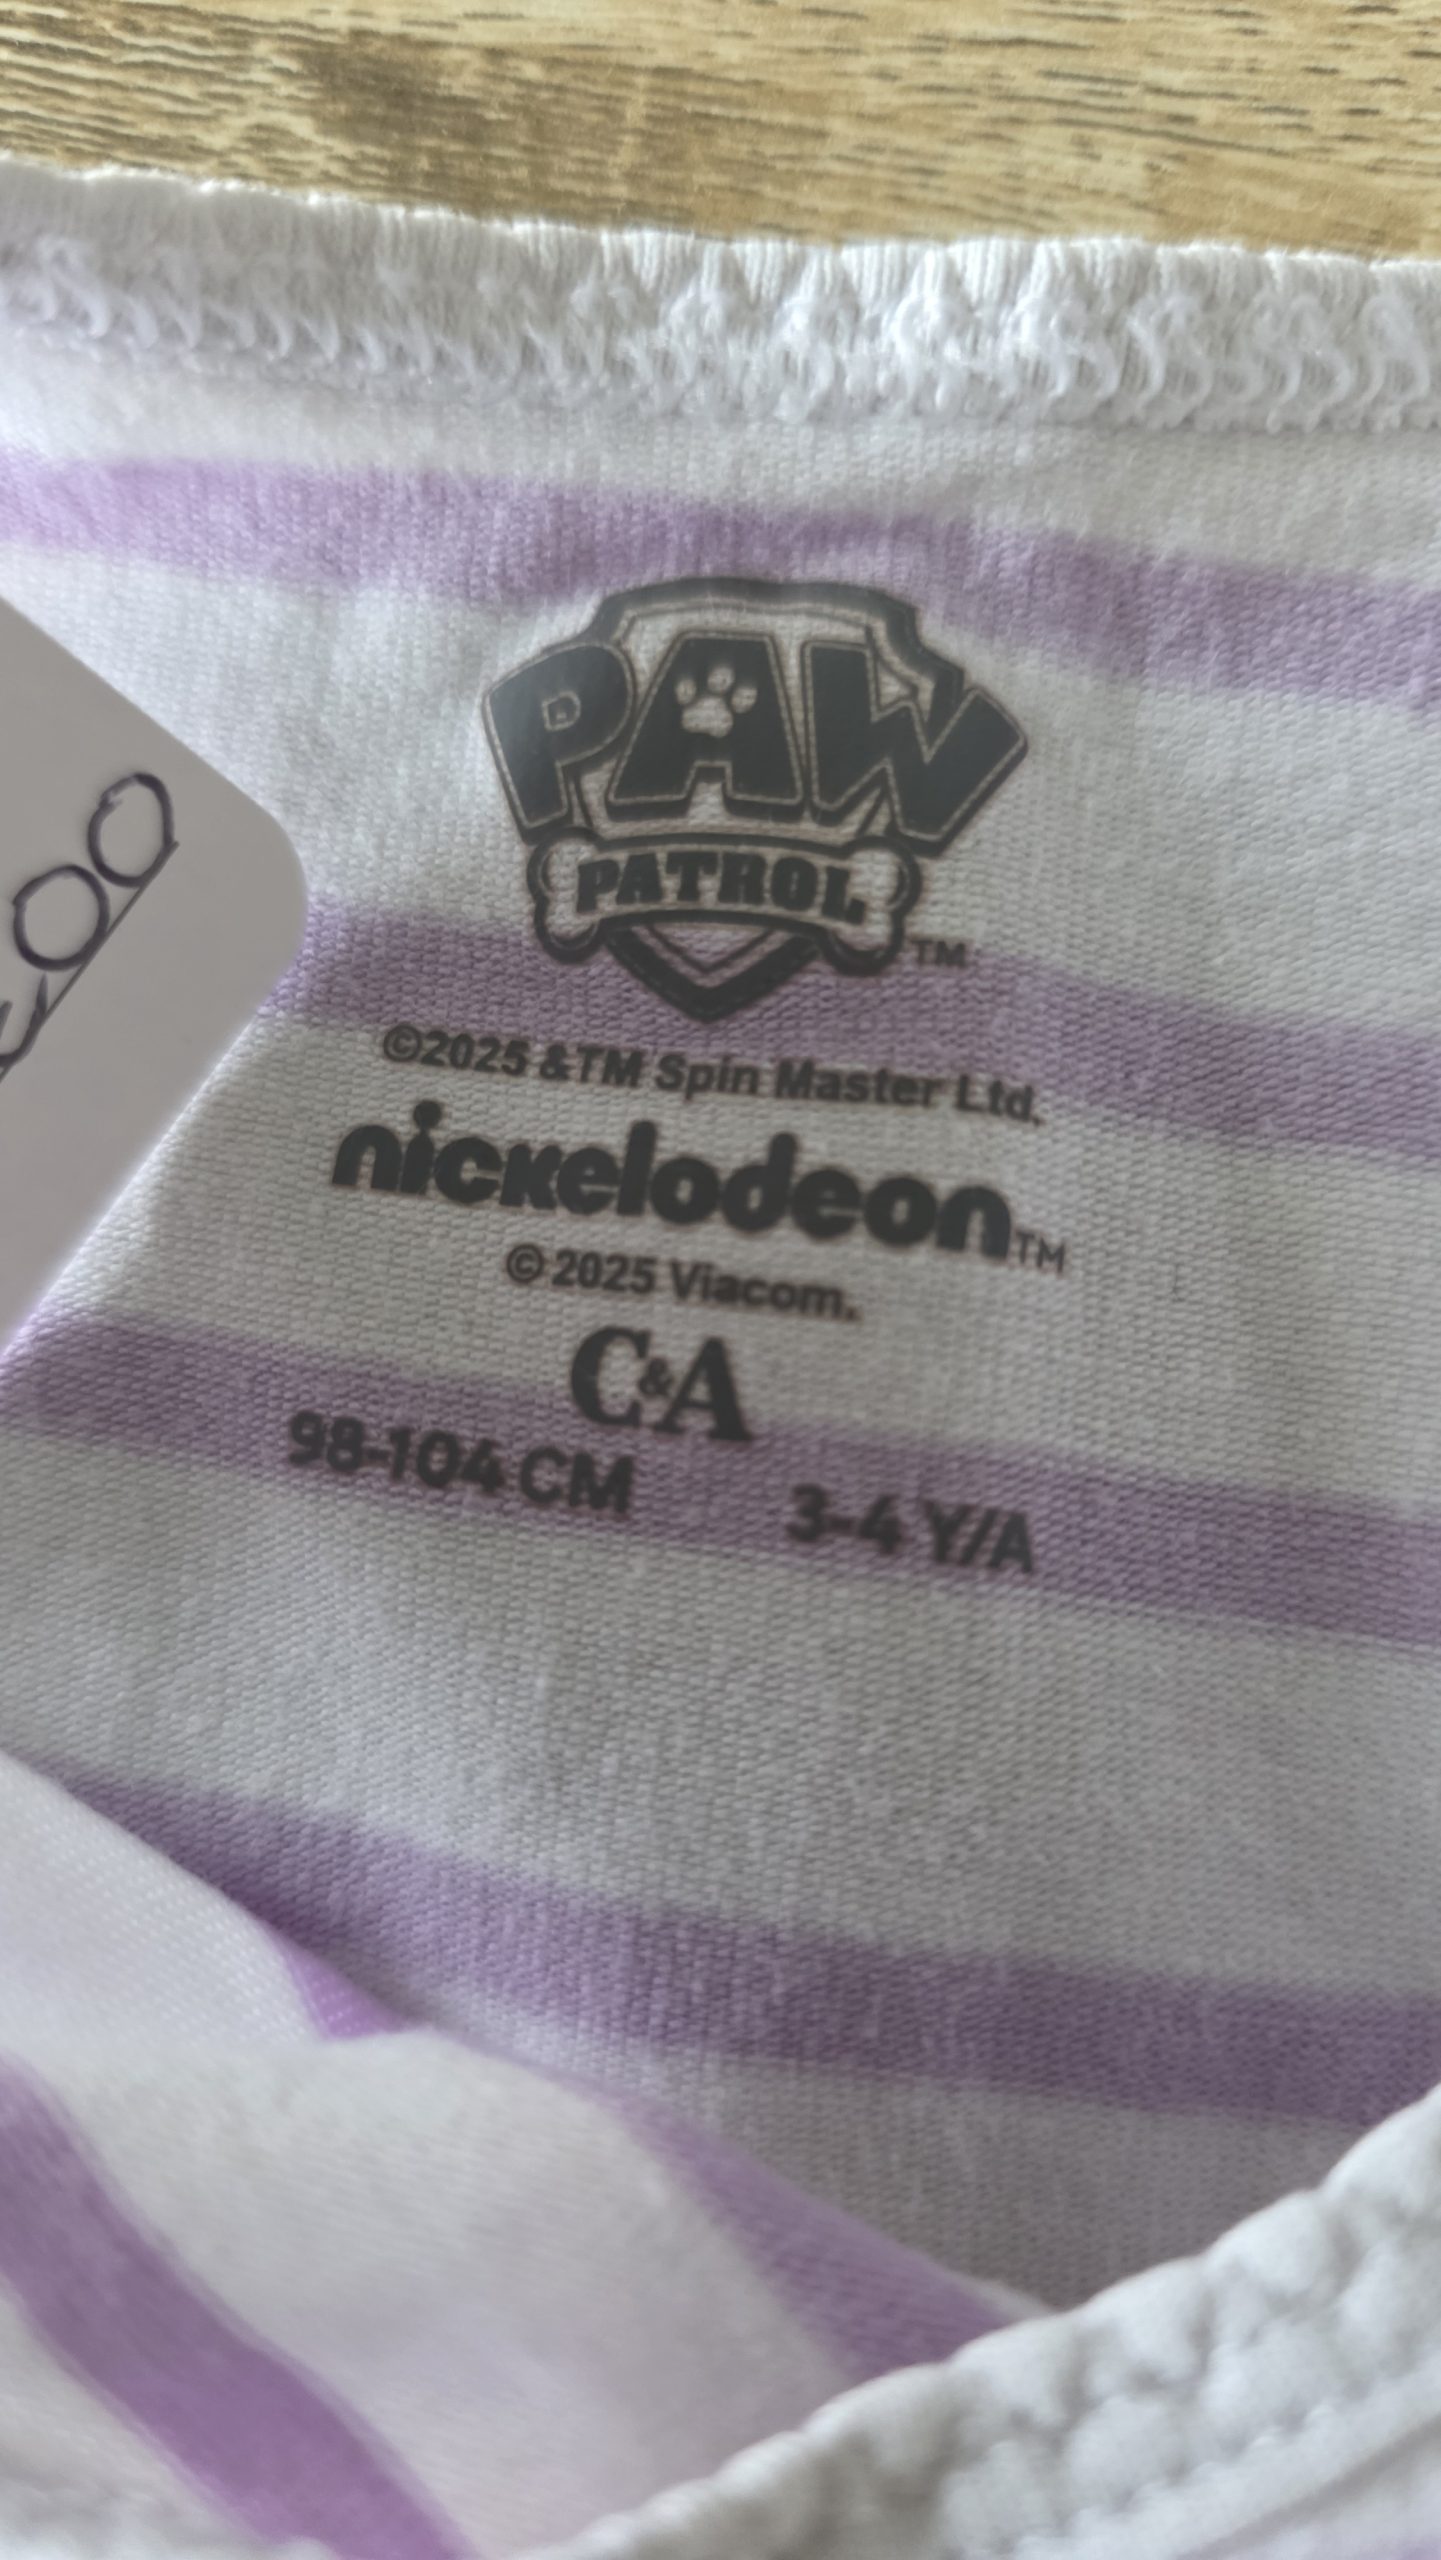 PAW
PATROL TM
©2025 &TM Spin Master Ltd.
nickelodeon TM
© 2025 Viacom.
C&A
98-104 CM 3-4 Y/A